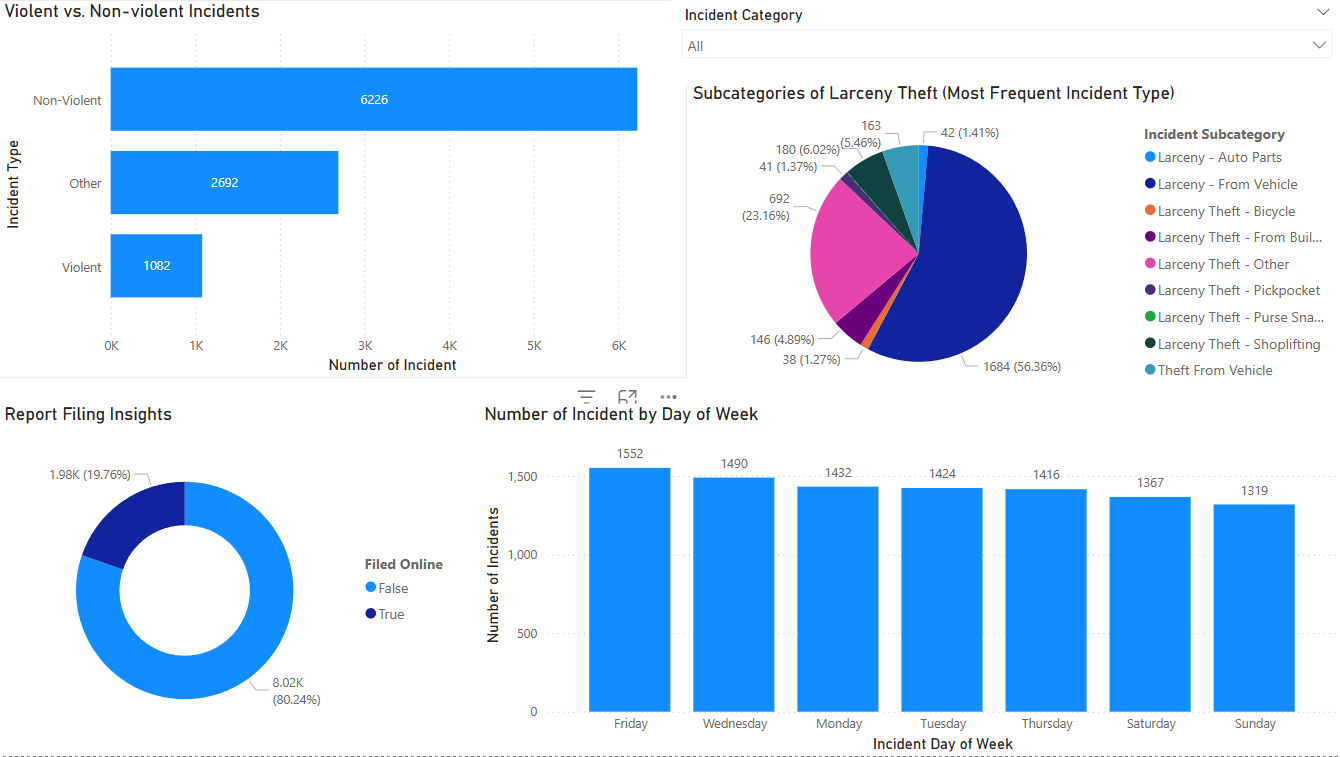 Violent vs. Non-violent Incidents
Incident Type
Non-Violent
6226
Other
2692
Violent
1082
0K
1K
2K
3K
4K
5K
6K
Number of Incident
Incident Category
All
Subcategories of Larceny Theft (Most Frequent Incident Type)
163
(5.46%)
42 (1.41%)
180 (6.02%)
41 (1.37%)
692
(23.16%)
146 (4.89%)
38 (1.27%)
1684 (56.36%)
Incident Subcategory
Larceny - Auto Parts
Larceny - From Vehicle
Larceny Theft - Bicycle
Larceny Theft - From Buil...
Larceny Theft - Other
Larceny Theft - Pickpocket
Larceny Theft - Purse Sna...
Larceny Theft - Shoplifting
Theft From Vehicle
Report Filing Insights
1.98K (19.76%)
8.02K
(80.24%)
Filed Online
False
True
Number of Incident by Day of Week
Number of Incidents
1,500
1,000
500
0
1552
1490
1432
1424
1416
1367
1319
Friday
Wednesday
Monday
Tuesday
Thursday
Saturday
Sunday
Incident Day of Week